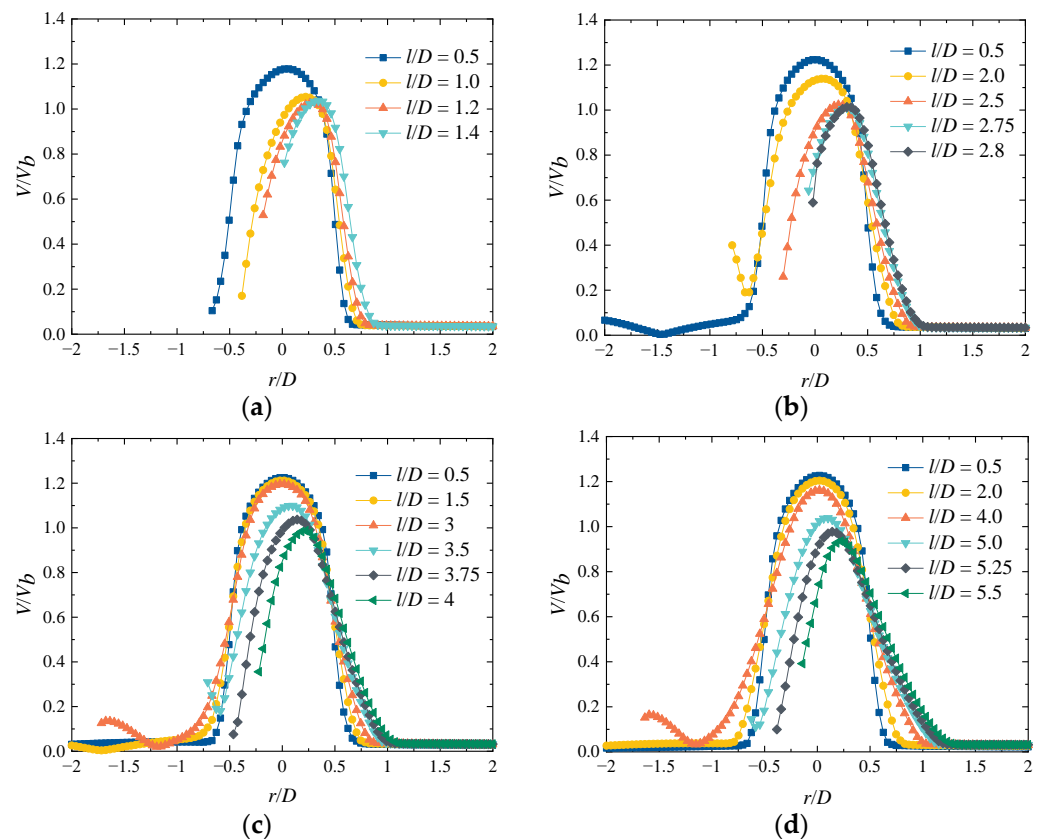 (a)
1.4
1.2
1.0
0.8
0.6
0.4
0.2
0.0
V/Vb
−2 −1.5 −1 −0.5 0 0.5 1 1.5 2
r/D
l/D = 0.5
l/D = 1.0
l/D = 1.2
l/D = 1.4
(a)
1.4
1.2
1.0
0.8
0.6
0.4
0.2
0.0
V/Vb
−2 −1.5 −1 −0.5 0 0.5 1 1.5 2
r/D
l/D = 0.5
l/D = 2.0
l/D = 2.5
l/D = 2.75
l/D = 2.8
(b)
1.4
1.2
1.0
0.8
0.6
0.4
0.2
0.0
V/Vb
−2 −1.5 −1 −0.5 0 0.5 1 1.5 2
r/D
l/D = 0.5
l/D = 1.5
l/D = 3
l/D = 3.5
l/D = 3.75
l/D = 4
(c)
1.4
1.2
1.0
0.8
0.6
0.4
0.2
0.0
V/Vb
−2 −1.5 −1 −0.5 0 0.5 1 1.5 2
r/D
l/D = 0.5
l/D = 2.0
l/D = 4.0
l/D = 5.0
l/D = 5.25
l/D = 5.5
(d)